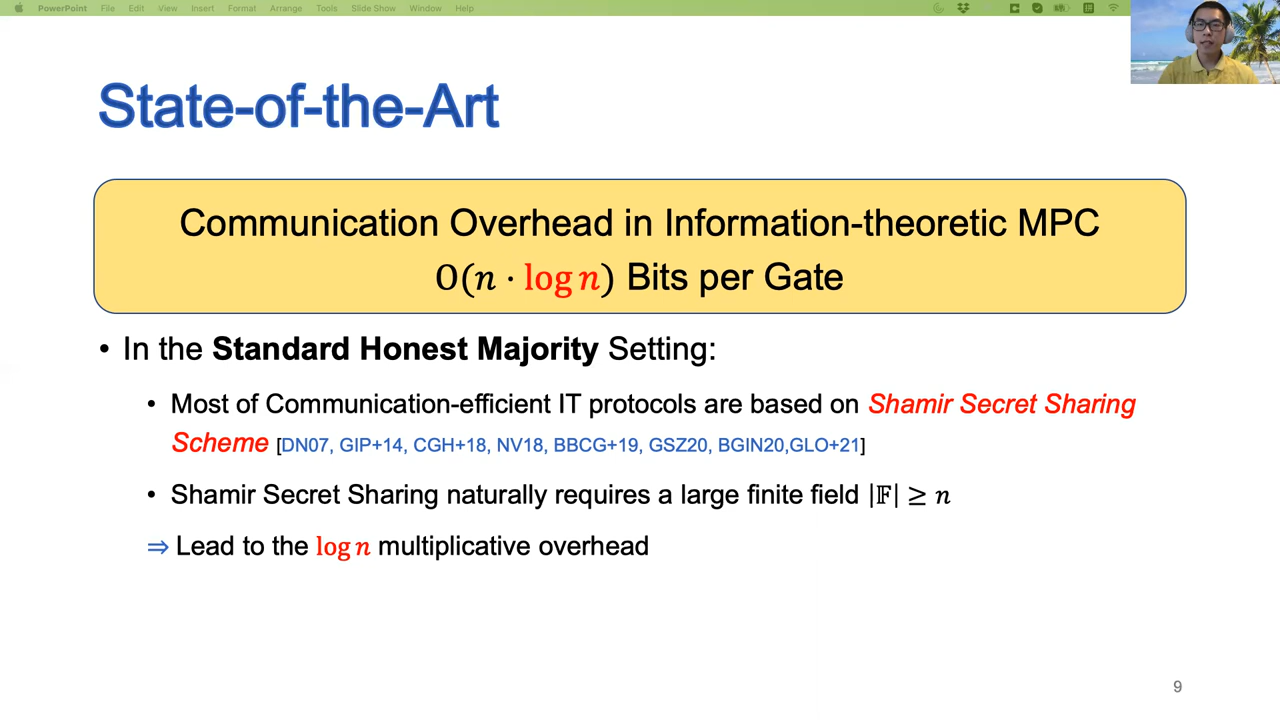 PowerPoint File Edit View Insert Format Arrange Tools Slide Show Window Help
State-of-the-Art
Communication Overhead in Information-theoretic MPC
O(n · log n) Bits per Gate
• In the Standard Honest Majority Setting:
• Most of Communication-efficient IT protocols are based on Shamir Secret Sharing
Scheme [DN07, GIP+14, CGH+18, NV18, BBCG+19, GSZ20, BGIN20,GLO+21]
• Shamir Secret Sharing naturally requires a large finite field |𝔽| ≥ n
⇒ Lead to the log n multiplicative overhead
9